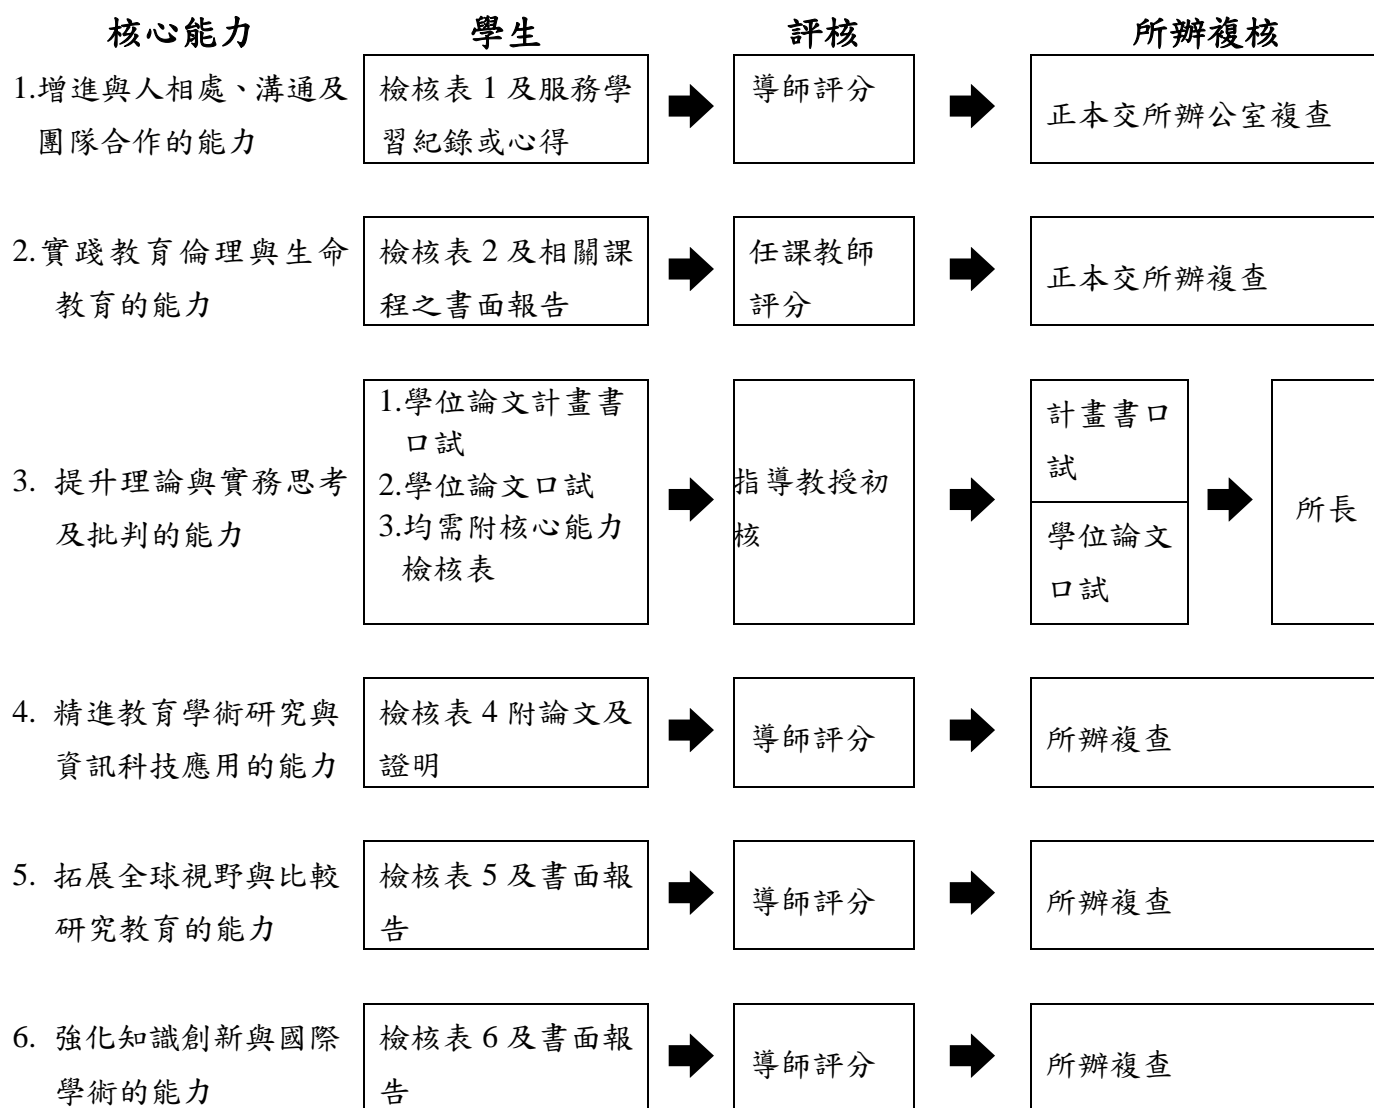 核心能力 學生 評核 所辦複核
1.增進與人相處、溝通及
團隊合作的能力
檢核表 1 及服務學
習紀錄或心得
導師評分
正本交所辦公室複查
2.實踐教育倫理與生命
教育的能力
檢核表 2 及相關課
程之書面報告
任課教師
評分
正本交所辦複查
3. 提升理論與實務思考
及批判的能力
1.學位論文計畫書
口試
2.學位論文口試
3.均需附核心能力
檢核表
指導教授初
核
計畫書口
試
學位論文
口試
所長
4. 精進教育學術研究與
資訊科技應用的能力
檢核表 4 附論文及
證明
導師評分
所辦複查
5. 拓展全球視野與比較
研究教育的能力
檢核表 5 及書面報
告
導師評分
所辦複查
6. 強化知識創新與國際
學術的能力
檢核表 6 及書面報
告
導師評分
所辦複查